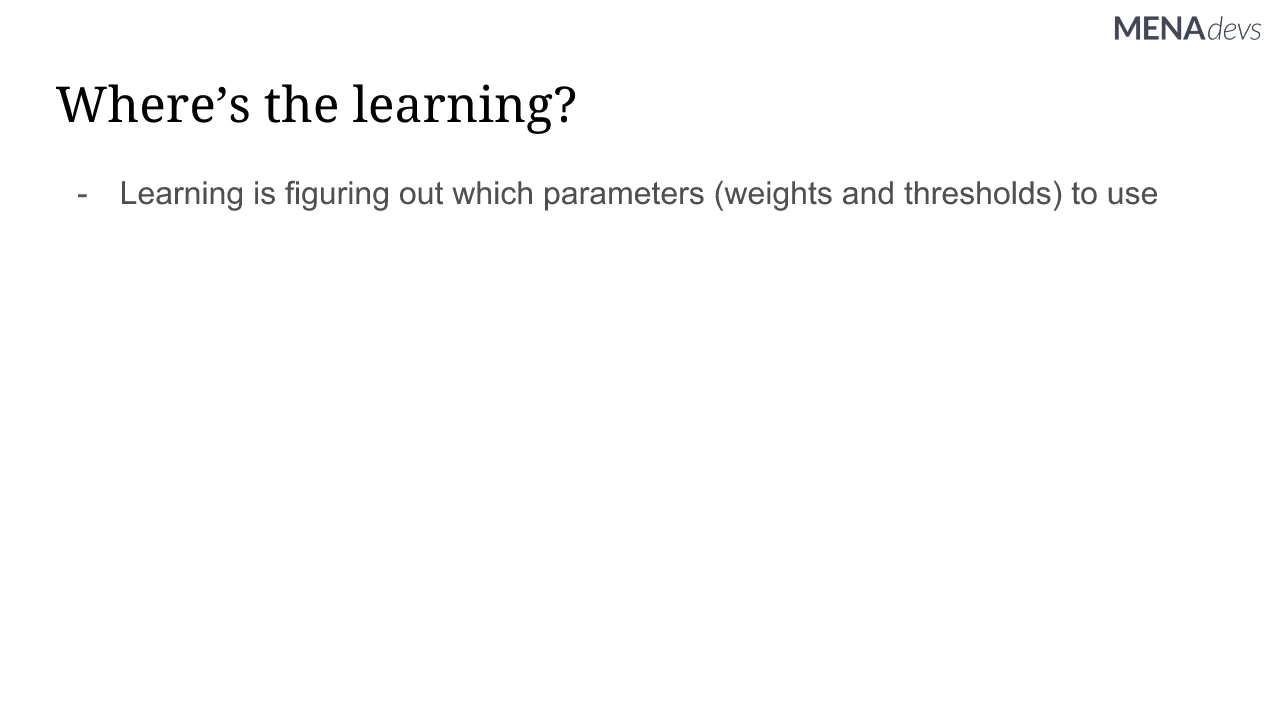 MENAdevs
Where’s the learning?
- Learning is figuring out which parameters (weights and thresholds) to use